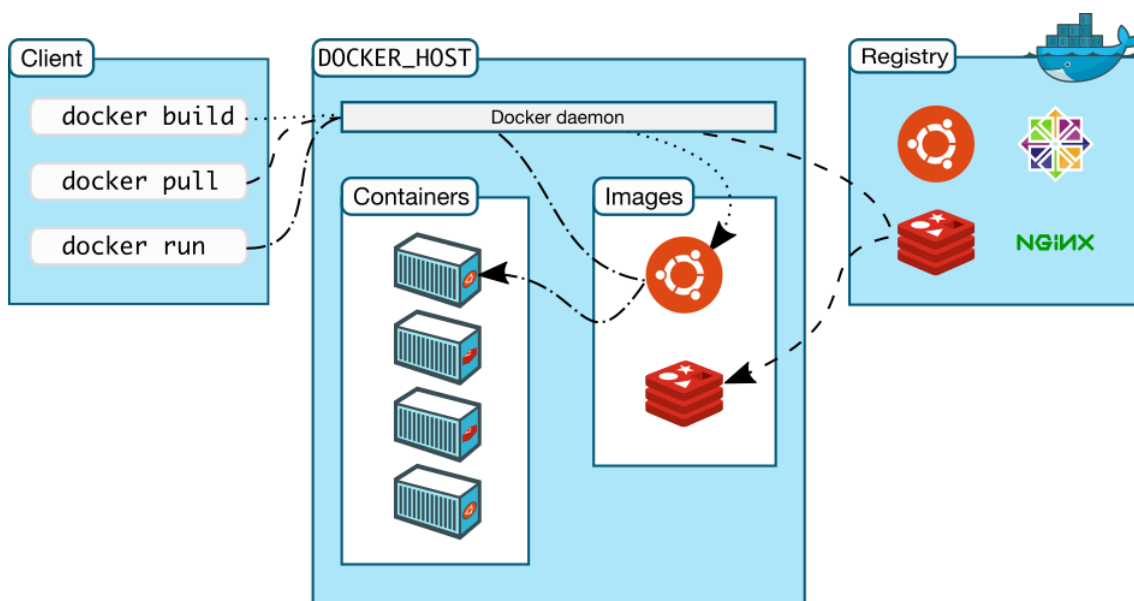 Client
docker build
docker pull
docker run
DOCKER_HOST
Docker daemon
Containers
Images
Registry
NGiNX